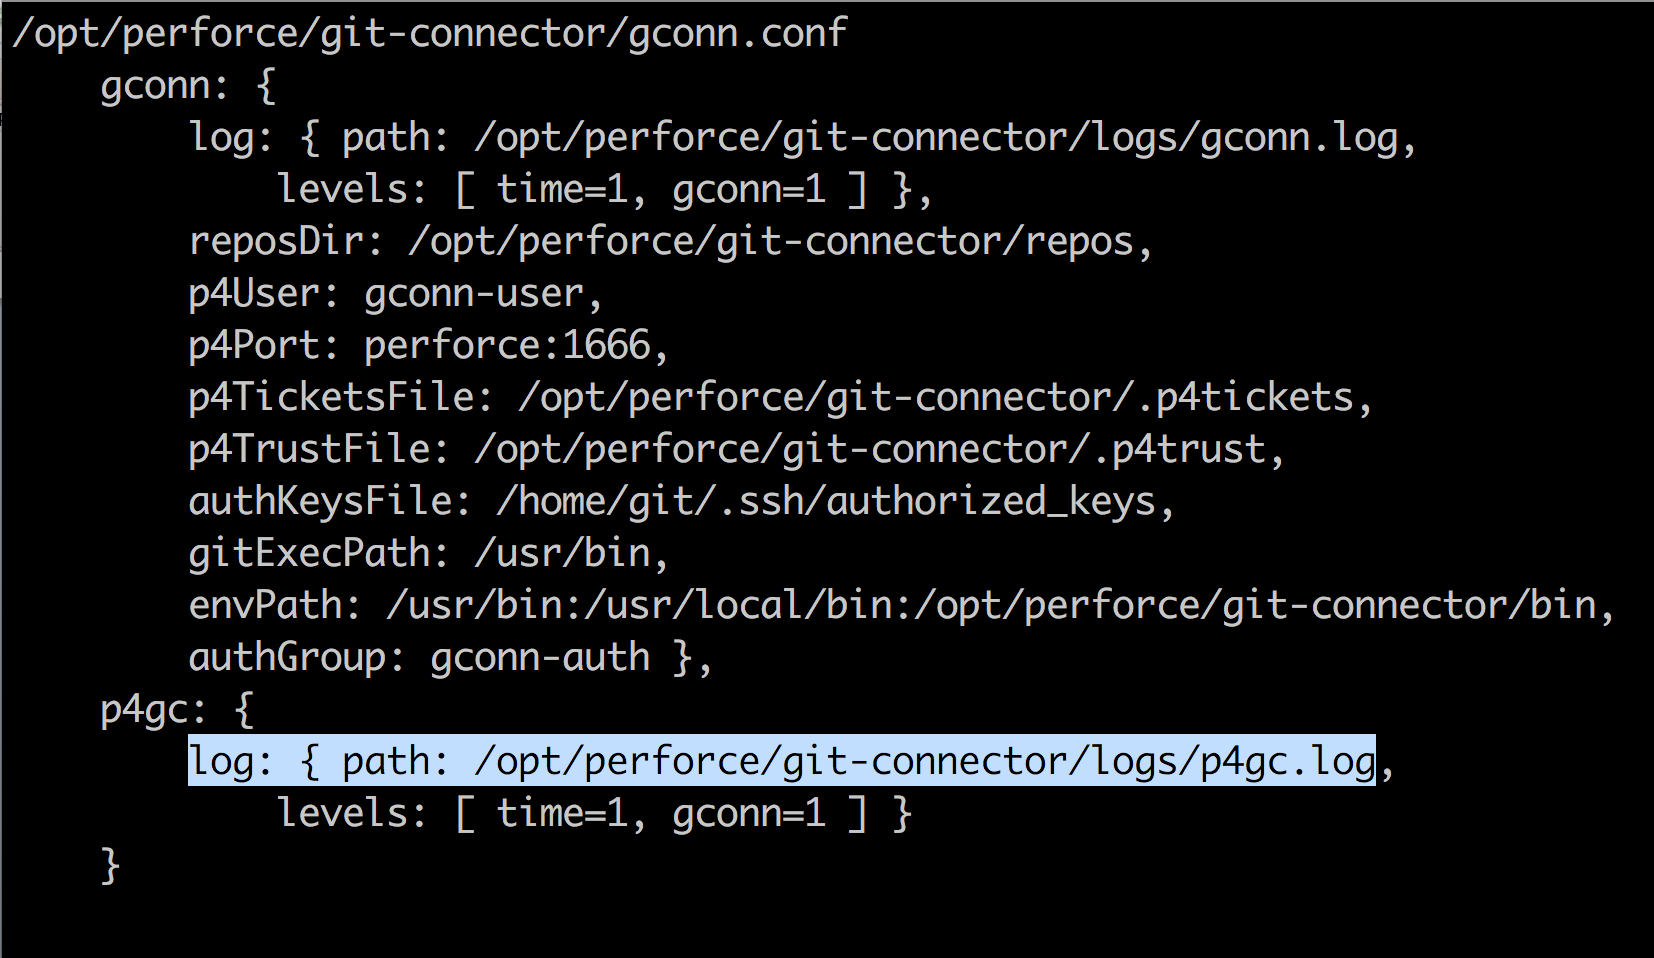 /opt/perforce/git-connector/gconn.conf
gconn: {
log: { path: /opt/perforce/git-connector/logs/gconn.log,
levels: [ time=1, gconn=1 ] },
reposDir: /opt/perforce/git-connector/repos,
p4User: gconn-user,
p4Port: perforce:1666,
p4TicketsFile: /opt/perforce/git-connector/.p4tickets,
p4TrustFile: /opt/perforce/git-connector/.p4trust,
authKeysFile: /home/git/.ssh/authorized_keys,
gitExecPath: /usr/bin,
envPath: /usr/bin:/usr/local/bin:/opt/perforce/git-connector/bin,
authGroup: gconn-auth },
p4gc: {
log: { path: /opt/perforce/git-connector/logs/p4gc.log,
levels: [ time=1, gconn=1 ] }
}